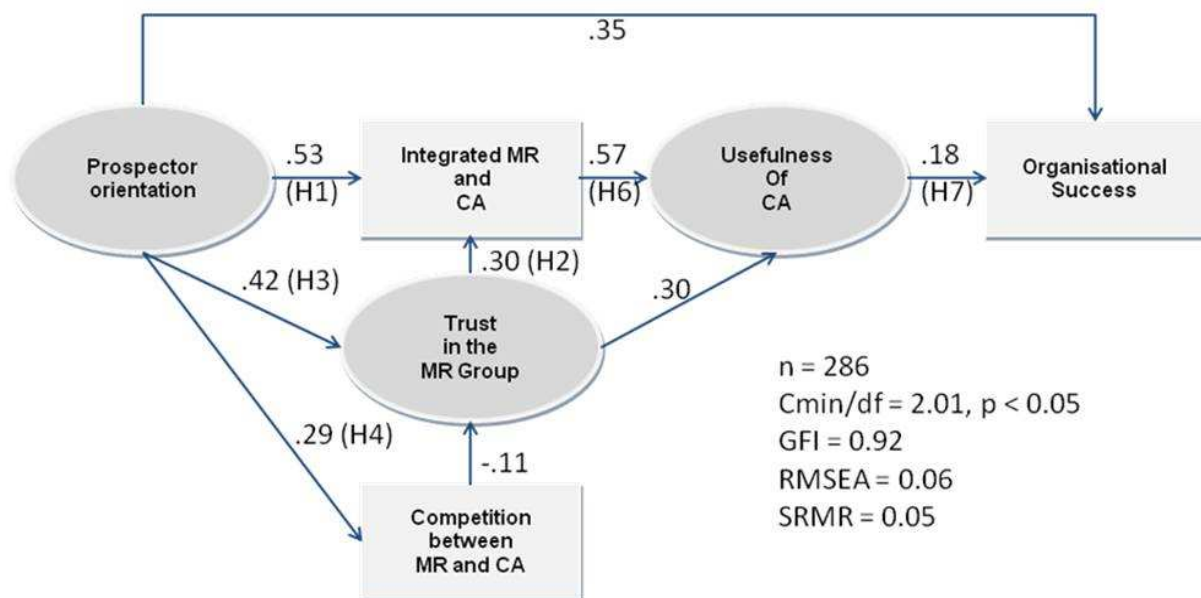 .35
Prospector
orientation
.53
(H1)
Integrated MR
and
CA
.57
(H6)
Usefulness
Of
CA
.18
(H7)
Organisational
Success
.42 (H3)
.30 (H2)
.30
Trust
in the
MR Group
.29 (H4)
-.11
Competition
between
MR and CA
n = 286
Cmin/df = 2.01, p < 0.05
GFI = 0.92
RMSEA = 0.06
SRMR = 0.05